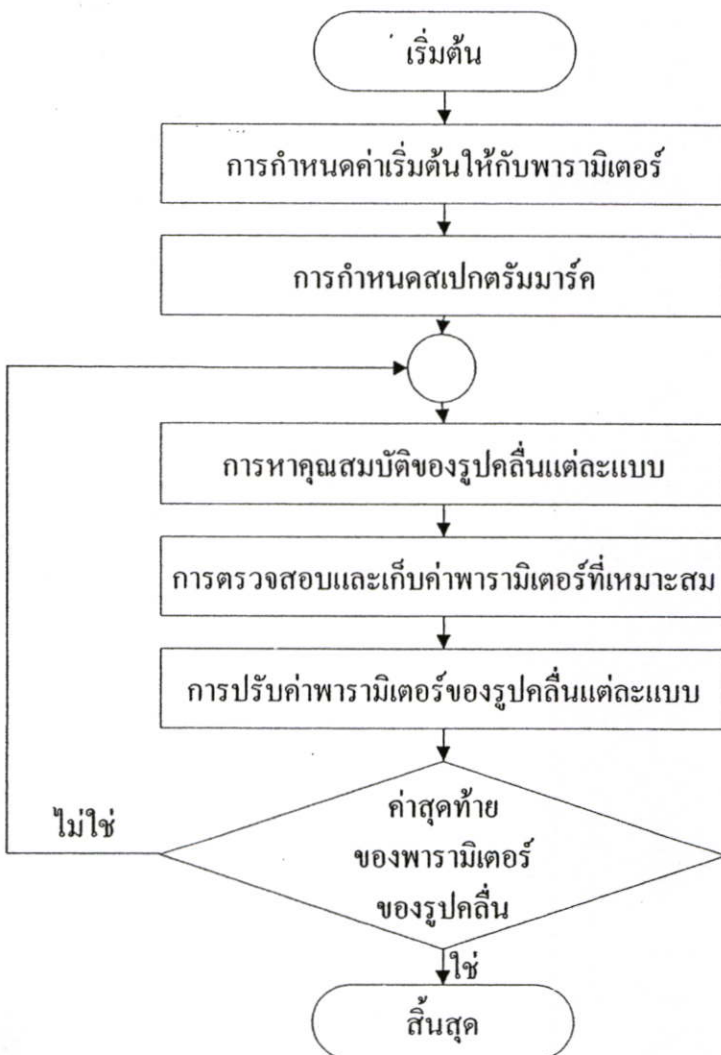 เริ่มต้น
การกำหนดค่าเริ่มต้นให้กับพารามิเตอร์
การกำหนดสเปกตรัมมาร์ค
การหาคุณสมบัติของรูปคลื่นแต่ละแบบ
การตรวจสอบและเก็บค่าพารามิเตอร์ที่เหมาะสม
การปรับค่าพารามิเตอร์ของรูปคลื่นแต่ละแบบ
ไม่ใช่
ค่าสุดท้าย
ของพารามิเตอร์
ของรูปคลื่น
ใช่
สิ้นสุด